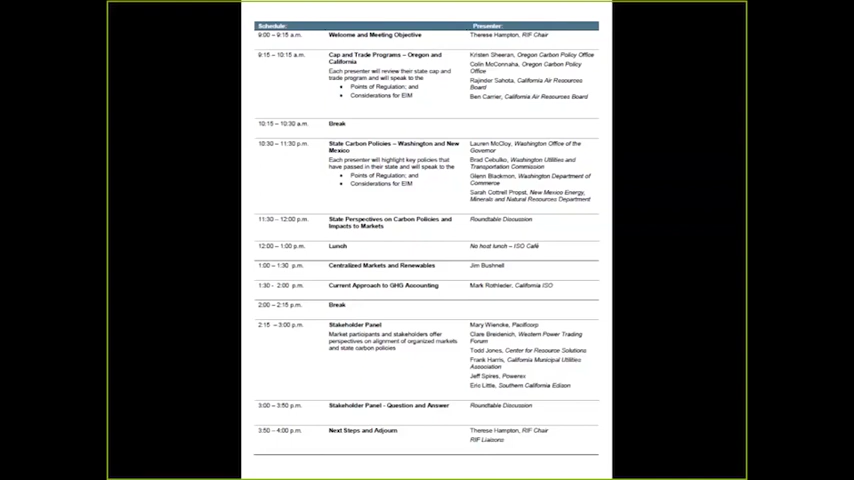 Schedule: Presenter:
9:00 – 9:15 a.m. Welcome and Meeting Objective Therese Hampton, RIF Chair
9:15 – 10:15 a.m. Cap and Trade Programs – Oregon and Kristen Sheeran, Oregon Carbon Policy Office
California
Colin McConnaha, Oregon Carbon Policy
Office
Each presenter will review their state cap and
trade program and will speak to the
Rajinder Sahota, California Air Resources
Board
• Points of Regulation; and
• Considerations for EIM
Ben Carrier, California Air Resources Board
10:15 – 10:30 a.m. Break
10:30 – 11:30 p.m. State Carbon Policies – Washington and New
Mexico
Lauren McCloy, Washington Office of the
Governor
Each presenter will highlight key policies that
have passed in their state and will speak to the
Brad Cebulko, Washington Utilities and
Transportation Commission
• Points of Regulation; and
• Considerations for EIM
Glenn Blackmon, Washington Department of
Commerce
Sarah Cottrell Propst, New Mexico Energy,
Minerals and Natural Resources Department
11:30 – 12:00 p.m. State Perspectives on Carbon Policies and
Impacts to Markets
Roundtable Discussion
12:00 – 1:00 p.m. Lunch No host lunch – ISO Café
1:00 – 1:30 p.m. Centralized Markets and Renewables Jim Bushnell
1:30 - 2:00 p.m. Current Approach to GHG Accounting Mark Rothleder, California ISO
2:00 – 2:15 p.m. Break
2:15 – 3:00 p.m. Stakeholder Panel Mary Wiencke, Pacificorp
Market participants and stakeholders offer
perspectives on alignment of organized markets
and state carbon policies
Clare Breidenich, Western Power Trading
Forum
Todd Jones, Center for Resource Solutions
Frank Harris, California Municipal Utilities
Association
Jeff Spires, Powerex
Eric Little, Southern California Edison
3:00 – 3:50 p.m. Stakeholder Panel - Question and Answer Roundtable Discussion
3:50 – 4:00 p.m. Next Steps and Adjourn Therese Hampton, RIF Chair
RIF Liaisons